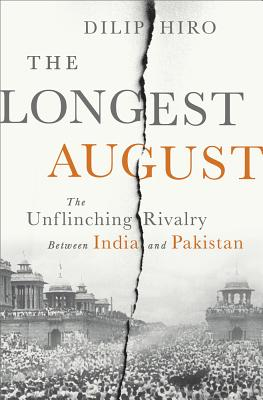 DILIP HIRO
THE
LONGEST
AUGUST
The
Unflinching Rivalry
Between India and Pakistan